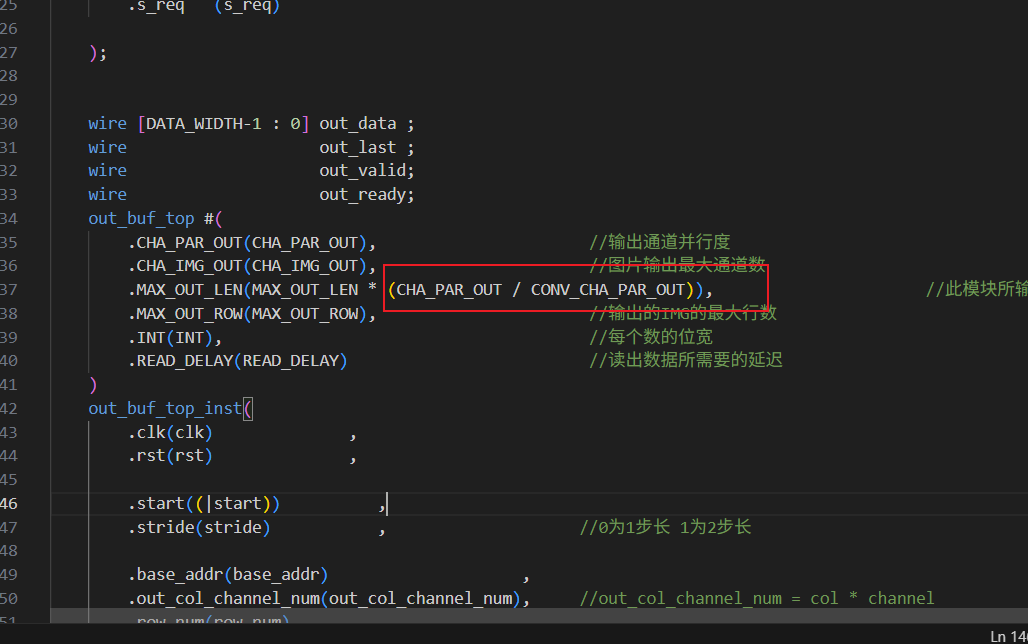 25 .s_req (s_req)
26
27 );
28
29
30 wire [DATA_WIDTH-1 : 0] out_data ;
31 wire out_last ;
32 wire out_valid;
33 wire out_ready;
34 out_buf_top #(
35 .CHA_PAR_OUT(CHA_PAR_OUT), //输出通道并行度
36 .CHA_IMG_OUT(CHA_IMG_OUT), //图片输出最大通道数
37 .MAX_OUT_LEN(MAX_OUT_LEN * (CHA_PAR_OUT / CONV_CHA_PAR_OUT)), //此模块所输
38 .MAX_OUT_ROW(MAX_OUT_ROW), //输出的IMG的最大行数
39 .INT(INT), //每个数的位宽
40 .READ_DELAY(READ_DELAY) //读出数据所需要的延迟
41 )
42 out_buf_top_inst(
43 .clk(clk) ,
44 .rst(rst) ,
45
46 .start((|start)) ,
47 .stride(stride) , //0为1步长 1为2步长
48
49 .base_addr(base_addr) ,
50 .out_col_channel_num(out_col_channel_num), //out_col_channel_num = col * channel
51 .row_num(row_num)
Ln 14